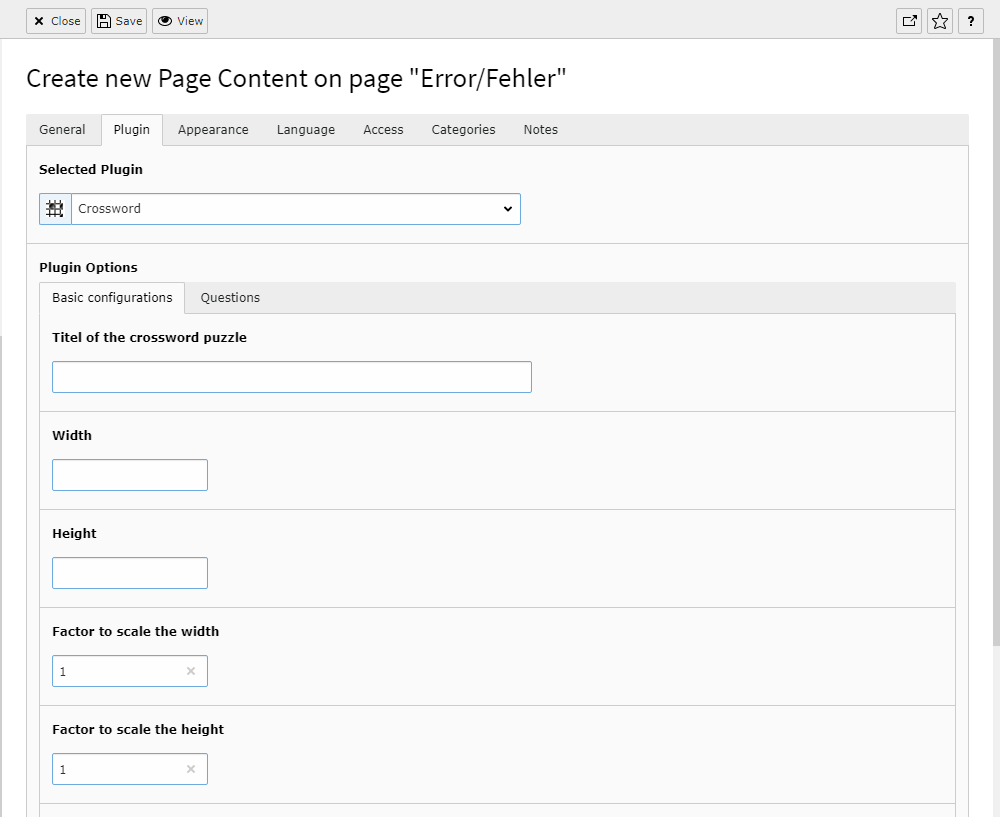 Close Save View ?
Create new Page Content on page "Error/Fehler"
General Plugin Appearance Language Access Categories Notes
Selected Plugin
Crossword
Plugin Options
Basic configurations Questions
Titel of the crossword puzzle
Width
Height
Factor to scale the width
1
Factor to scale the height
1